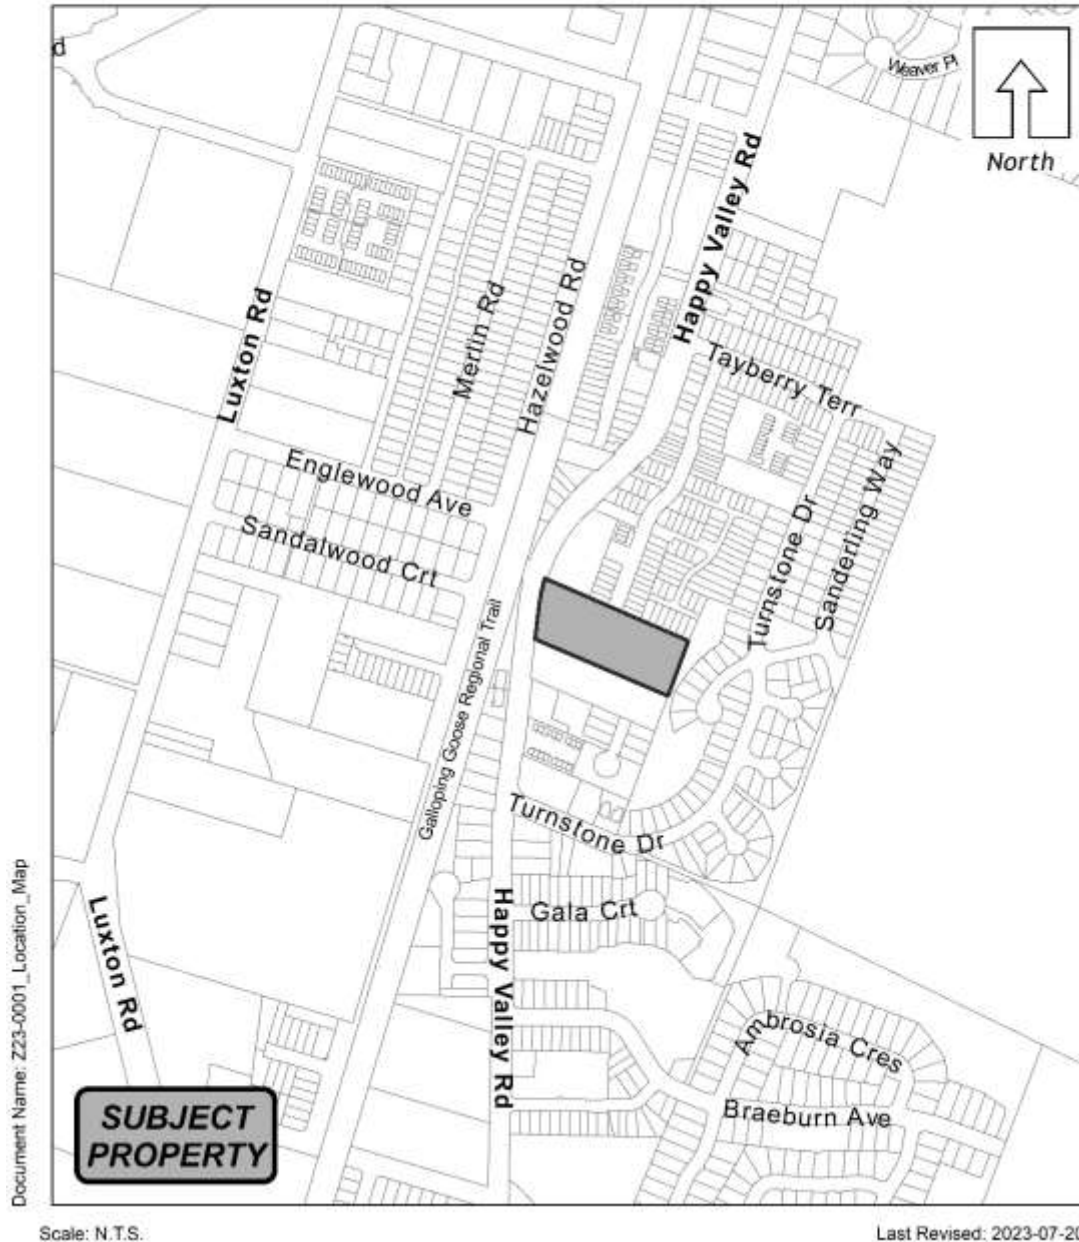 d
Weaver Pl
North
Happy Valley Rd
Luxton Rd
Merlin Rd
Hazelwood Rd
Tayberry Terr
Englewood Ave
Sandalwood Crt
Turnstone Dr
Sanderling Way
Galloping Goose Regional Trail
Turnstone Dr
Gala Crt
Happy Valley Rd
Luxton Rd
Ambrosia Cres
Braeburn Ave
SUBJECT
PROPERTY
Document Name: Z23-0001_Location_Map
Scale: N.T.S.
Last Revised: 2023-07-20